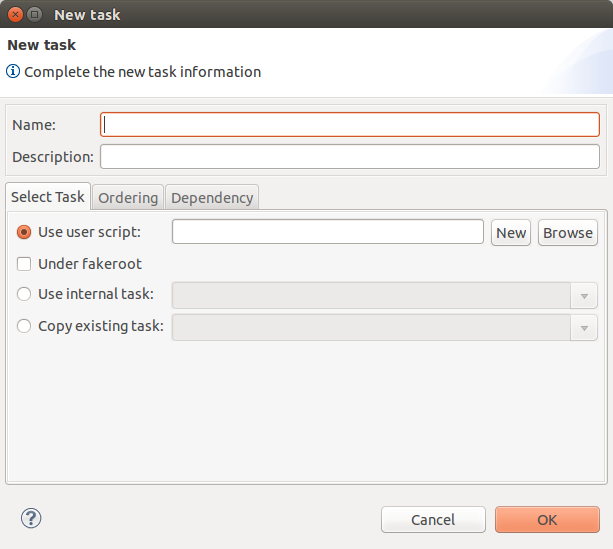 New task
New task
Complete the new task information
Name:
Description:
Select Task Ordering Dependency
Use user script: New Browse
Under fakeroot
Use internal task:
Copy existing task:
? Cancel OK